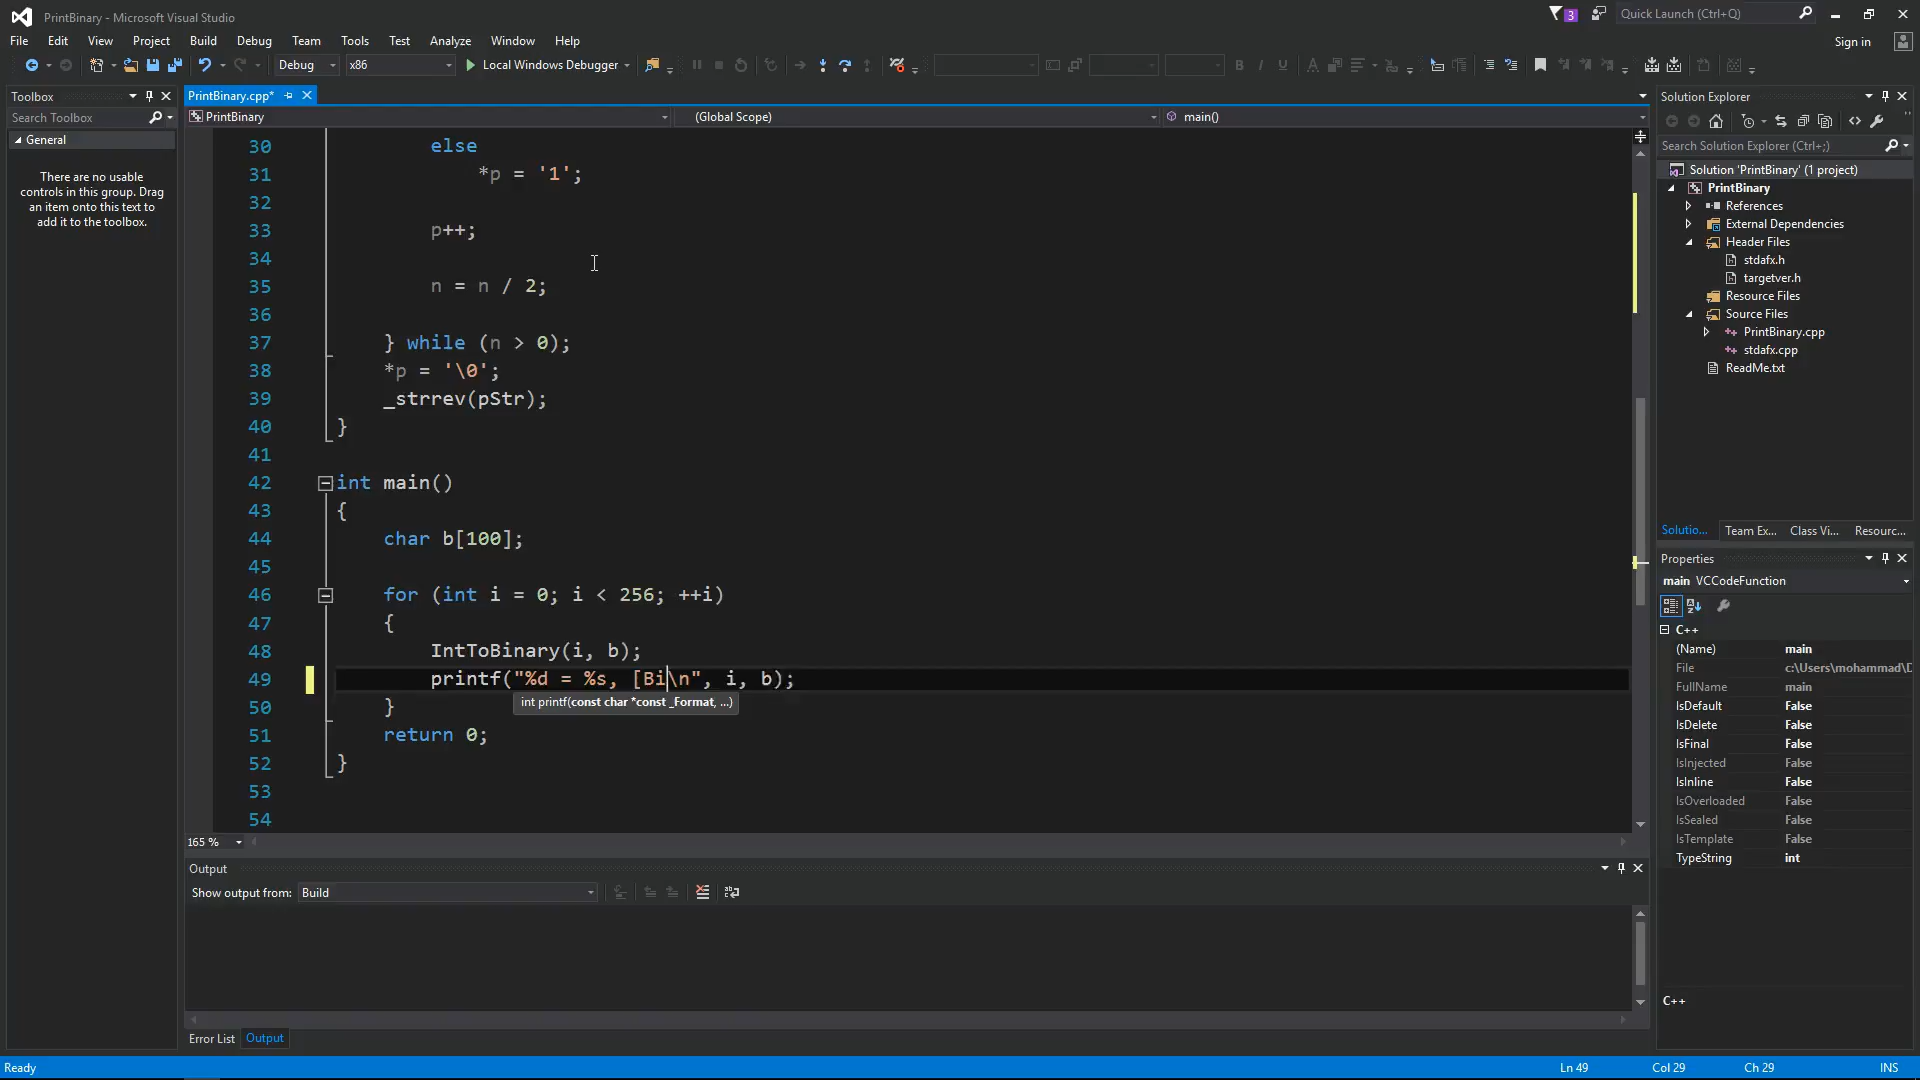 PrintBinary - Microsoft Visual Studio
3
Quick Launch (Ctrl+Q)
File Edit View Project Build Debug Team Tools Test Analyze Window Help
Sign in
Debug x86 Local Windows Debugger
Toolbox
Search Toolbox
General
There are no usable
controls in this group. Drag
an item onto this text to
add it to the toolbox.
PrintBinary.cpp*
PrintBinary (Global Scope) main()
30 else
31 *p = '1';
32
33 p++;
34
35 n = n / 2;
36
37 } while (n > 0);
38 *p = '\0';
39 _strrev(pStr);
40 }
41
42 int main()
43 {
44 char b[100];
45
46 for (int i = 0; i < 256; ++i)
47 {
48 IntToBinary(i, b);
49 printf("%d = %s, [Bi\n", i, b);
int printf(const char *const _Format, ...)
50 }
51 return 0;
52 }
53
54
165 %
Output
Show output from: Build
Error List Output
Solution Explorer
Search Solution Explorer (Ctrl+;)
Solution 'PrintBinary' (1 project)
PrintBinary
References
External Dependencies
Header Files
stdafx.h
targetver.h
Resource Files
Source Files
PrintBinary.cpp
stdafx.cpp
ReadMe.txt
Solutio... Team Ex... Class Vi... Resourc...
Properties
main VCCodeFunction
C++
(Name) main
File c:\Users\mohammad\D
FullName main
IsDefault False
IsDelete False
IsFinal False
IsInjected False
IsInline False
IsOverloaded False
IsSealed False
IsTemplate False
TypeString int
C++
Ready Ln 49 Col 29 Ch 29 INS